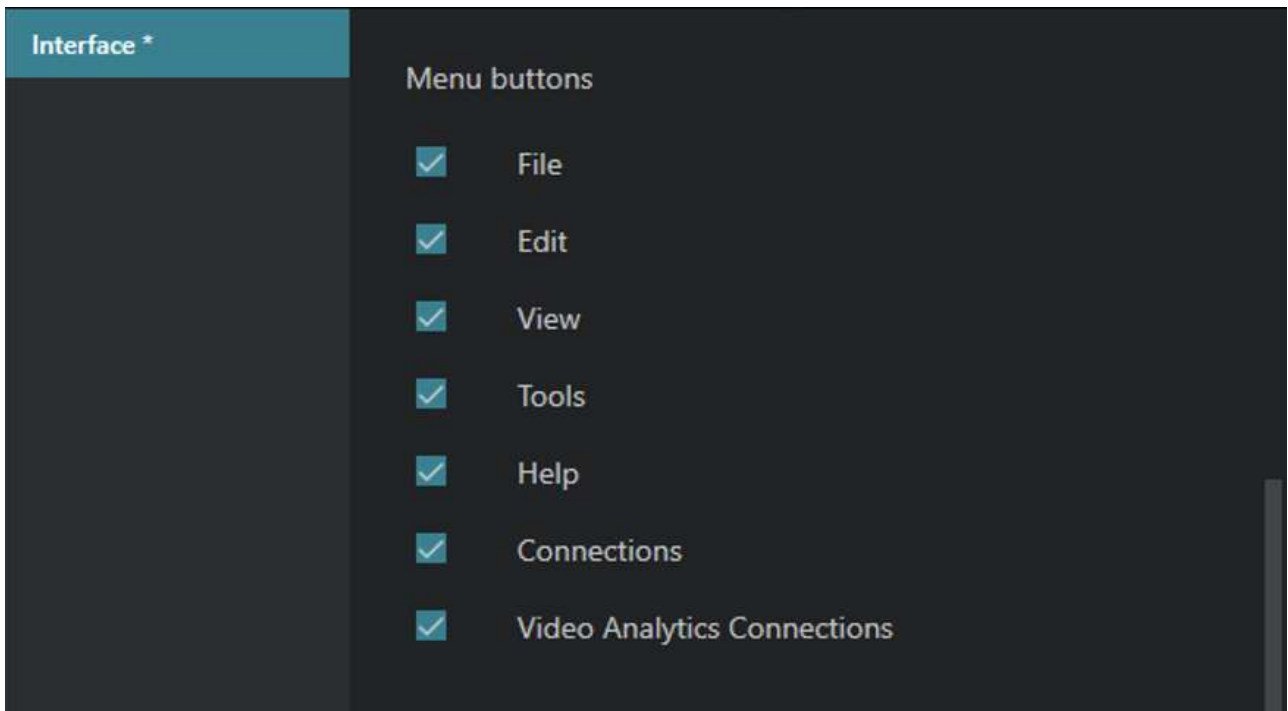 Interface *
Menu buttons
File
Edit
View
Tools
Help
Connections
Video Analytics Connections